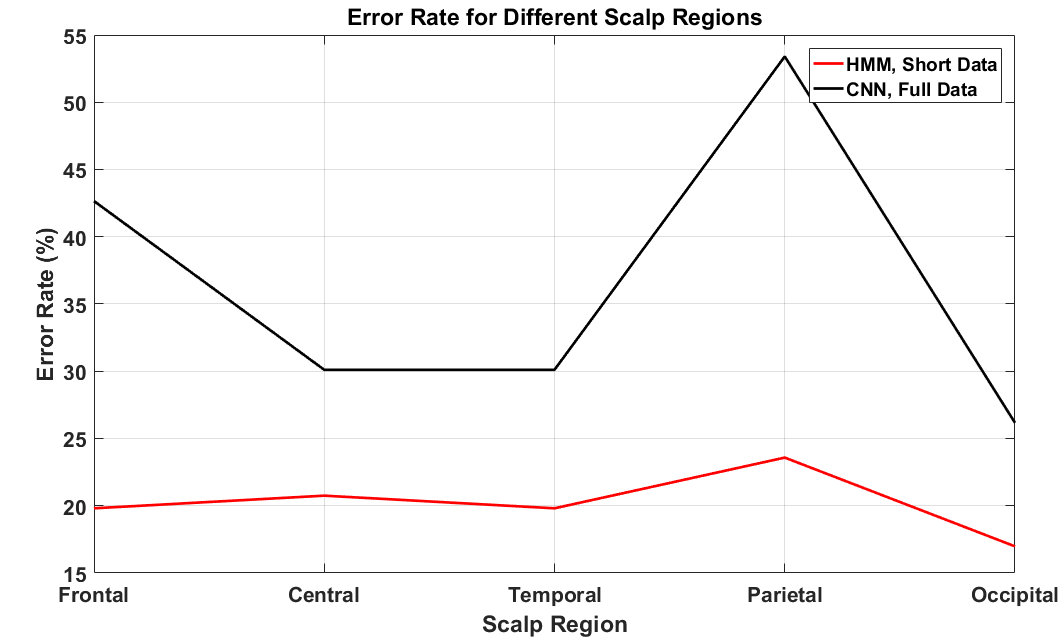 Error Rate for Different Scalp Regions
HMM, Short Data
CNN, Full Data
Error Rate (%)
55
50
45
40
35
30
25
20
15
Frontal Central Temporal Parietal Occipital
Scalp Region